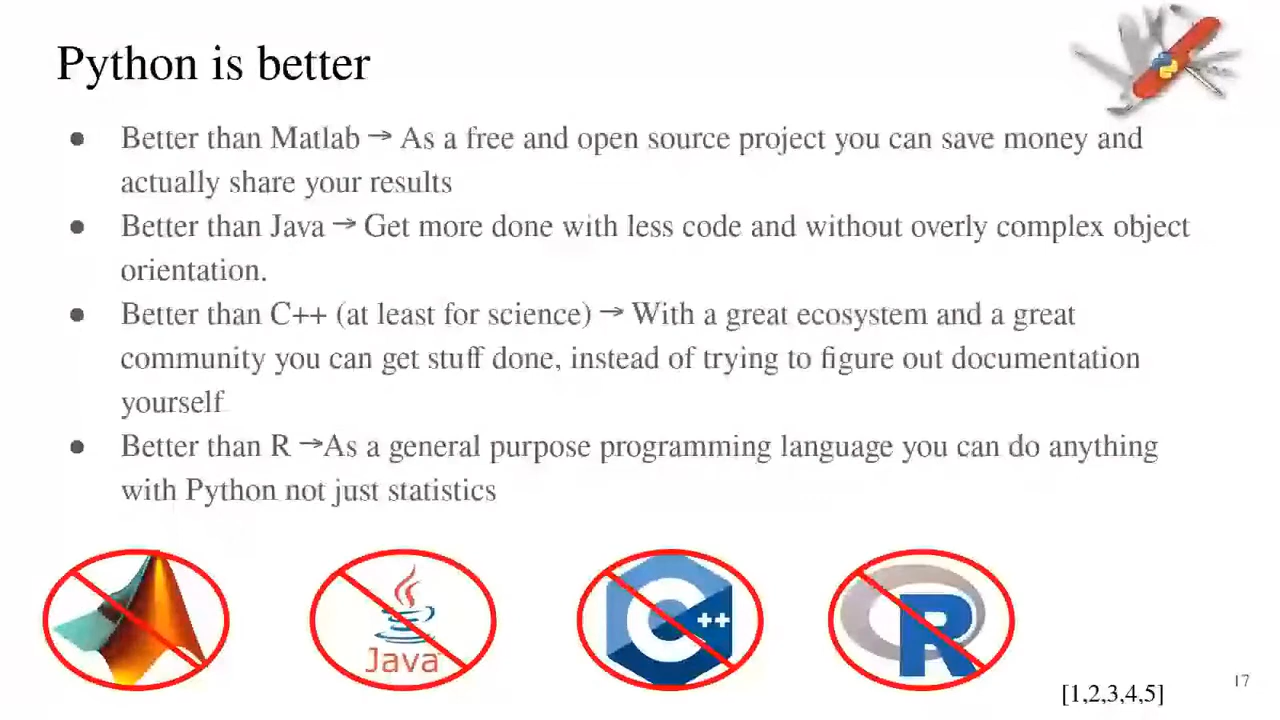 Python is better
● Better than Matlab → As a free and open source project you can save money and
actually share your results
● Better than Java → Get more done with less code and without overly complex object
orientation.
● Better than C++ (at least for science) → With a great ecosystem and a great
community you can get stuff done, instead of trying to figure out documentation
yourself
● Better than R →As a general purpose programming language you can do anything
with Python not just statistics
Java
++
R
[1,2,3,4,5]
17